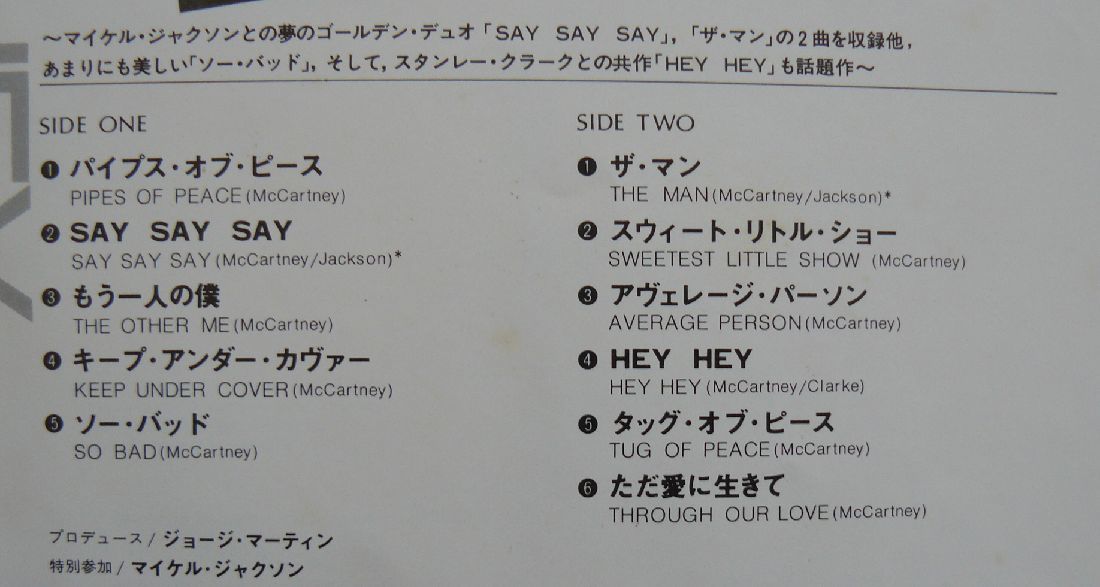 ～マイケル・ジャクソンとの夢のゴールデン・デュオ「SAY SAY SAY」,「ザ・マン」の2曲を収録他,
あまりにも美しい「ソー・バッド」, そして, スタンレー・クラークとの共作「HEY HEY」も話題作～
SIDE ONE
❶ パイプス・オブ・ピース
PIPES OF PEACE (McCartney)
❷ SAY SAY SAY
SAY SAY SAY (McCartney/Jackson)*
❸ もう一人の僕
THE OTHER ME (McCartney)
❹ キープ・アンダー・カヴァー
KEEP UNDER COVER (McCartney)
❺ ソー・バッド
SO BAD (McCartney)
SIDE TWO
❶ ザ・マン
THE MAN (McCartney/Jackson)*
❷ スウィート・リトル・ショー
SWEETEST LITTLE SHOW (McCartney)
❸ アヴェレージ・パーソン
AVERAGE PERSON (McCartney)
❹ HEY HEY
HEY HEY (McCartney/Clarke)
❺ タッグ・オブ・ピース
TUG OF PEACE (McCartney)
❻ ただ愛に生きて
THROUGH OUR LOVE (McCartney)
プロデュース / ジョージ・マーティン
特別参加 / マイケル・ジャクソン